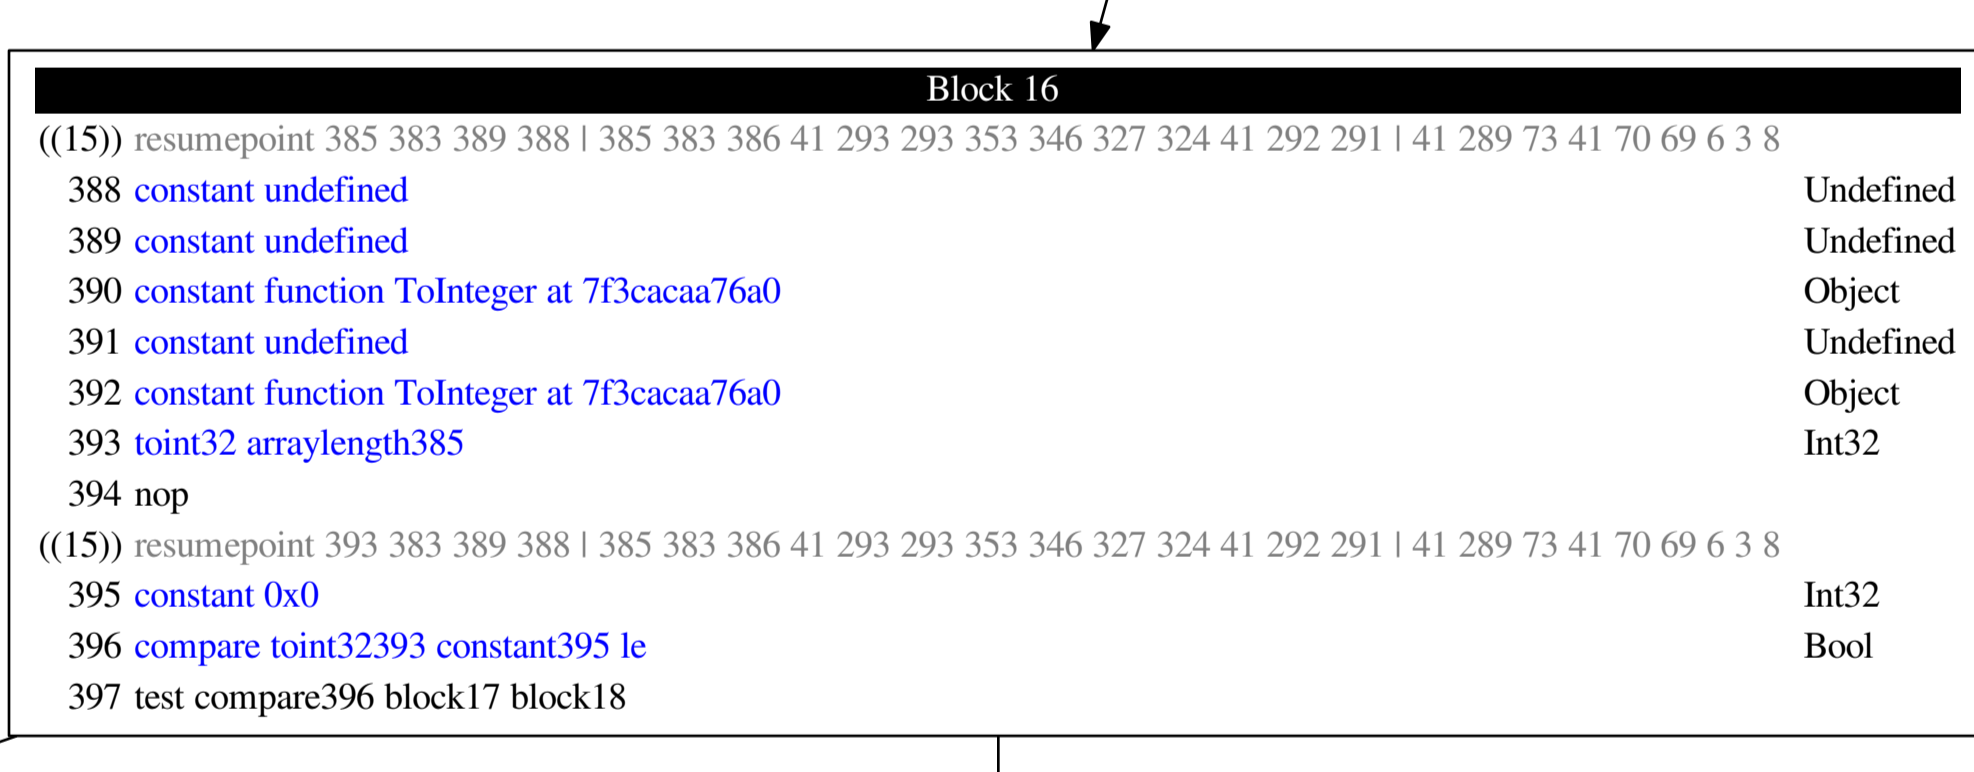 Block 16
((15)) resumepoint 385 383 389 388 | 385 383 386 41 293 293 353 346 327 324 41 292 291 | 41 289 73 41 70 69 6 3 8
388 constant undefined Undefined
389 constant undefined Undefined
390 constant function ToInteger at 7f3cacaa76a0 Object
391 constant undefined Undefined
392 constant function ToInteger at 7f3cacaa76a0 Object
393 toint32 arraylength385 Int32
394 nop
((15)) resumepoint 393 383 389 388 | 385 383 386 41 293 293 353 346 327 324 41 292 291 | 41 289 73 41 70 69 6 3 8
395 constant 0x0 Int32
396 compare toint32393 constant395 le Bool
397 test compare396 block17 block18